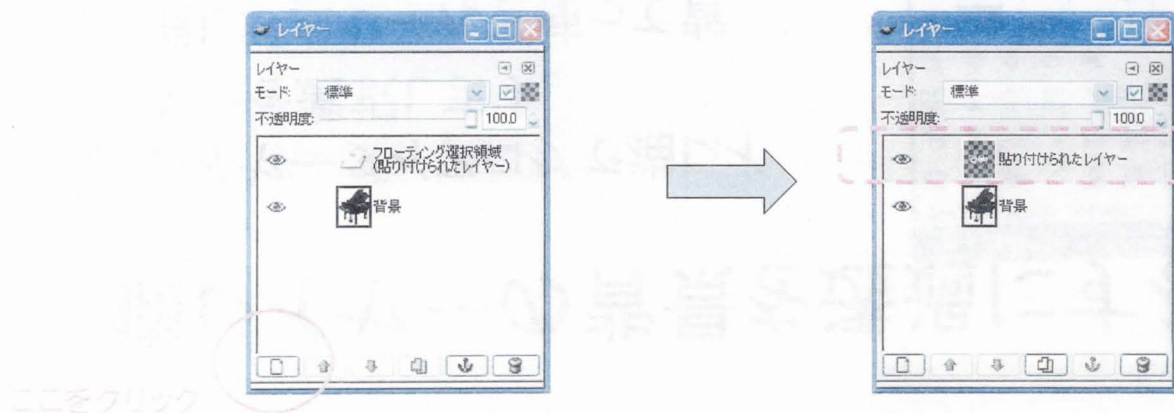 レイヤー
レイヤー
モード: 標準
不透明度: 100.0
フローティング選択領域
(貼り付けられたレイヤー)
背景
ここをクリック
レイヤー
レイヤー
モード: 標準
不透明度: 100.0
貼り付けられたレイヤー
背景